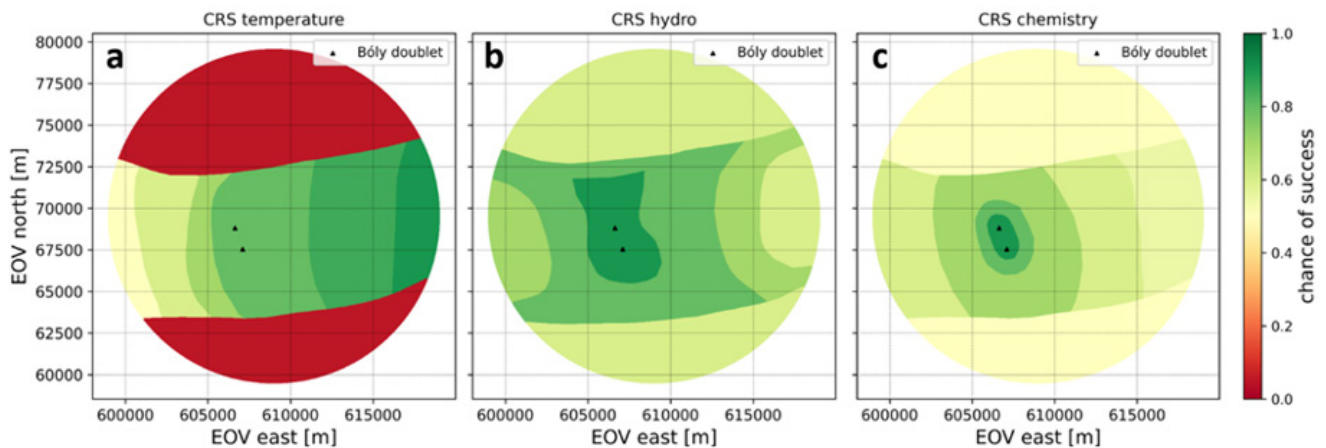 CRS temperature
CRS hydro
CRS chemistry
a
Bóly doublet
b
Bóly doublet
c
Bóly doublet
80000
77500
75000
72500
70000
67500
65000
62500
60000
EOV north [m]
600000 605000 610000 615000
600000 605000 610000 615000
600000 605000 610000 615000
EOV east [m]
EOV east [m]
EOV east [m]
1.0
0.8
0.6
0.4
0.2
0.0
chance of success